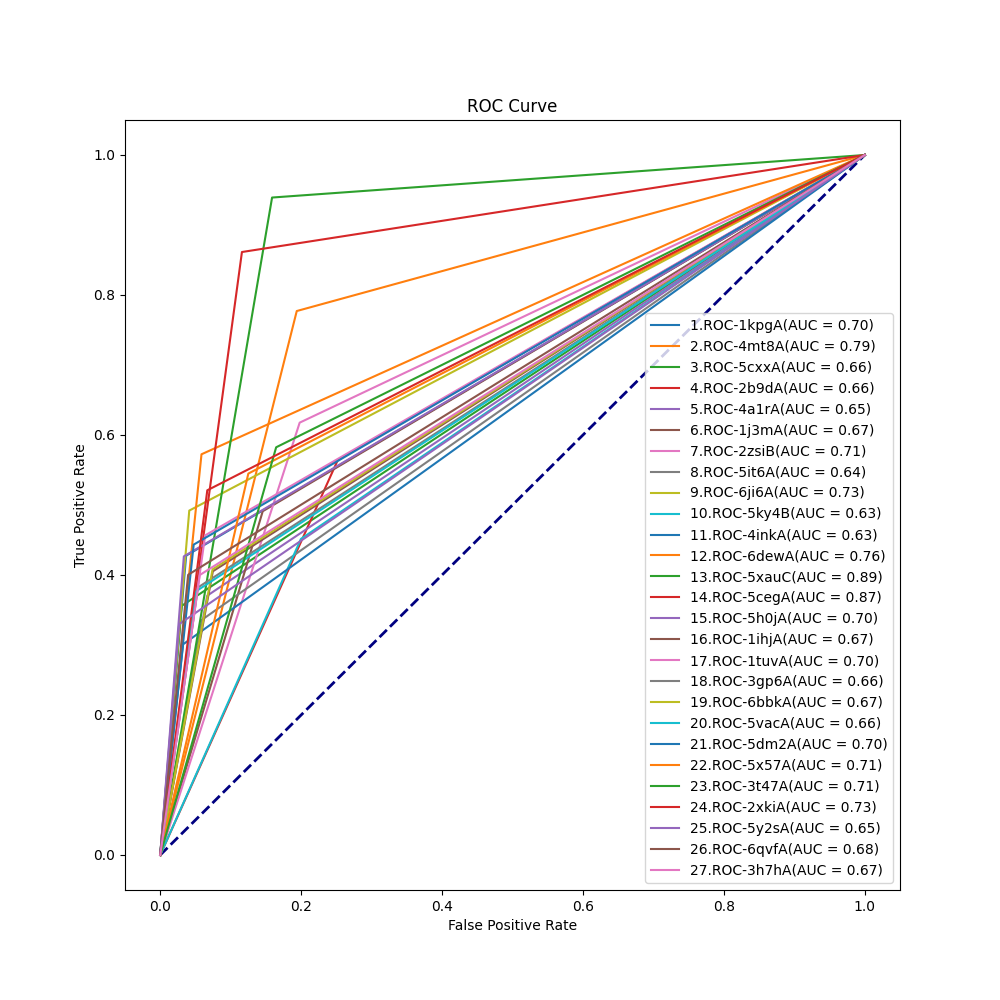 ROC Curve
True Positive Rate
1.0
0.8
0.6
0.4
0.2
0.0
1.ROC-1kpgA(AUC = 0.70)
2.ROC-4mt8A(AUC = 0.79)
3.ROC-5cxxA(AUC = 0.66)
4.ROC-2b9dA(AUC = 0.66)
5.ROC-4a1rA(AUC = 0.65)
6.ROC-1j3mA(AUC = 0.67)
7.ROC-2zsiB(AUC = 0.71)
8.ROC-5it6A(AUC = 0.64)
9.ROC-6ji6A(AUC = 0.73)
10.ROC-5ky4B(AUC = 0.63)
11.ROC-4inkA(AUC = 0.63)
12.ROC-6dewA(AUC = 0.76)
13.ROC-5xauC(AUC = 0.89)
14.ROC-5cegA(AUC = 0.87)
15.ROC-5h0jA(AUC = 0.70)
16.ROC-1ihjA(AUC = 0.67)
17.ROC-1tuvA(AUC = 0.70)
18.ROC-3gp6A(AUC = 0.66)
19.ROC-6bbkA(AUC = 0.67)
20.ROC-5vacA(AUC = 0.66)
21.ROC-5dm2A(AUC = 0.70)
22.ROC-5x57A(AUC = 0.71)
23.ROC-3t47A(AUC = 0.71)
24.ROC-2xkiA(AUC = 0.73)
25.ROC-5y2sA(AUC = 0.65)
26.ROC-6qvfA(AUC = 0.68)
27.ROC-3h7hA(AUC = 0.67)
0.0 0.2 0.4 0.6 0.8 1.0
False Positive Rate